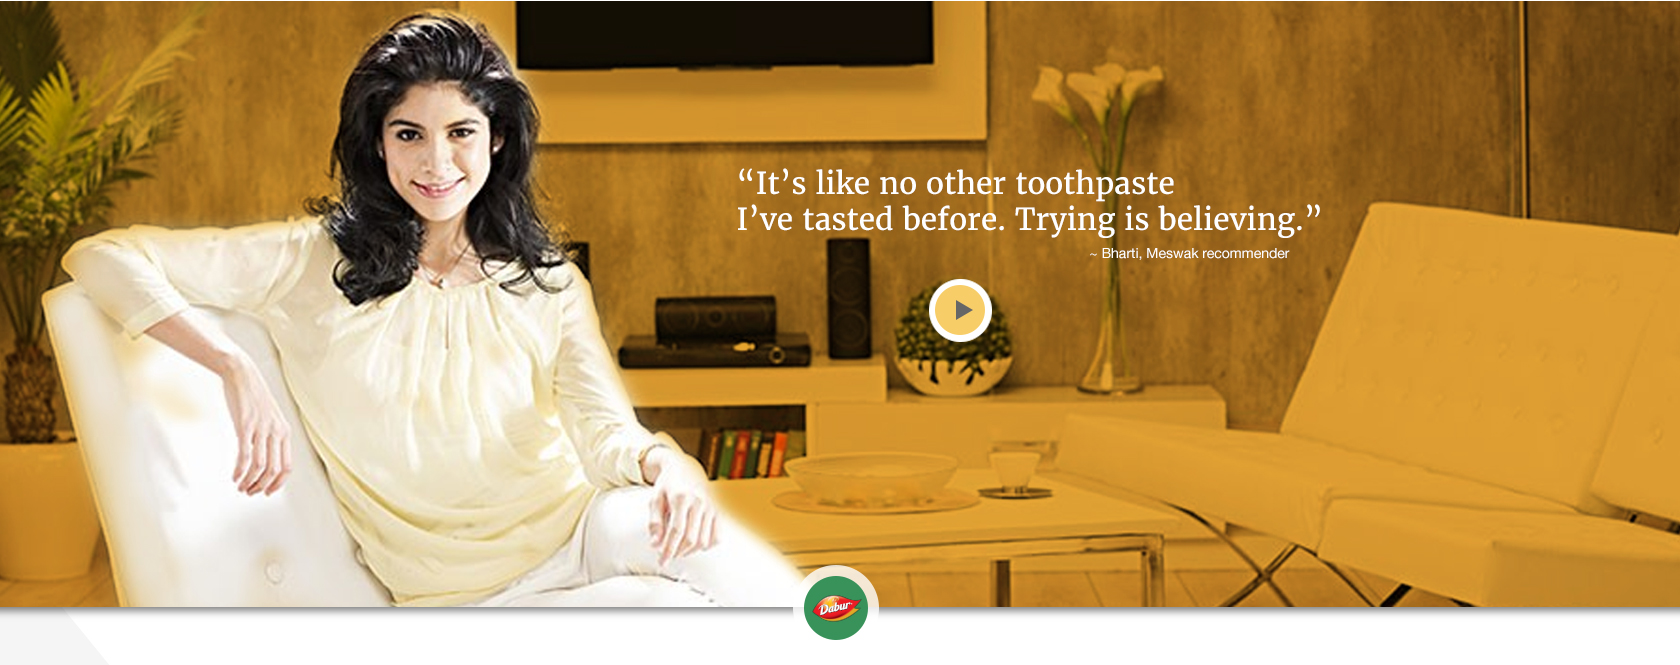 “It’s like no other toothpaste
I’ve tasted before. Trying is believing.”
~ Bharti, Meswak recommender
Dabur